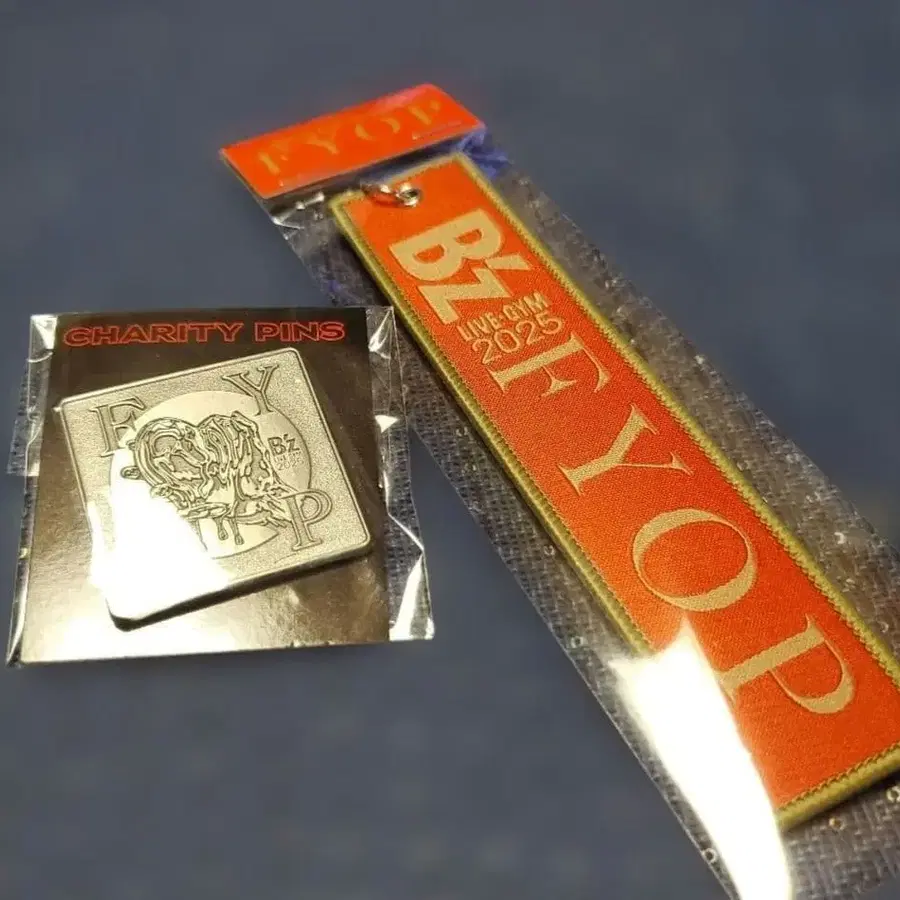 FYOP
B'z
LIVE-GYM
2025
FYOP
CHARITY PINS
F Y
B'z
P